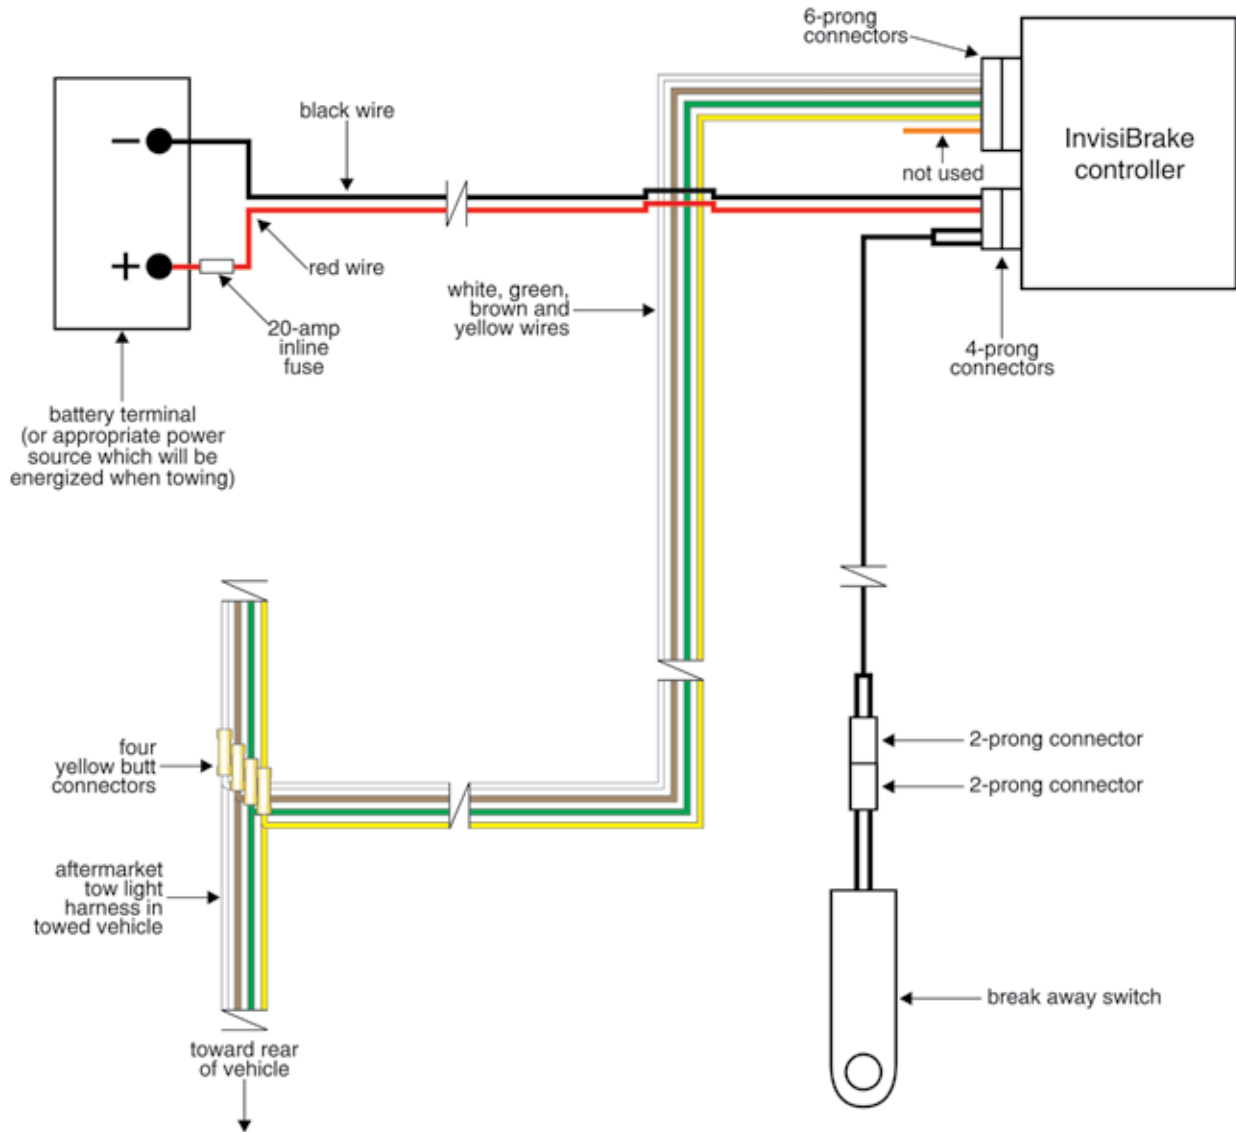 6-prong
connectors
InvisiBrake
controller
black wire
not used
red wire
20-amp
inline
fuse
white, green,
brown and
yellow wires
4-prong
connectors
battery terminal
(or appropriate power
source which will be
energized when towing)
four
yellow butt
connectors
2-prong connector
2-prong connector
aftermarket
tow light
harness in
towed vehicle
break away switch
toward rear
of vehicle